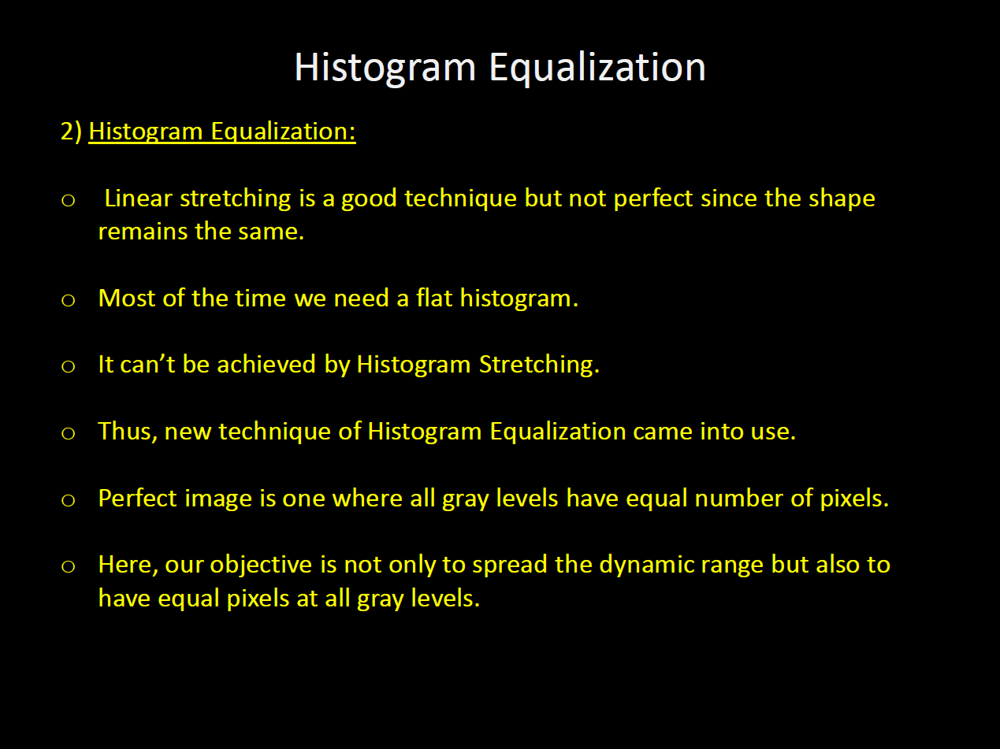 Histogram Equalization
2) Histogram Equalization:
o Linear stretching is a good technique but not perfect since the shape
remains the same.
o Most of the time we need a flat histogram.
o It can’t be achieved by Histogram Stretching.
o Thus, new technique of Histogram Equalization came into use.
o Perfect image is one where all gray levels have equal number of pixels.
o Here, our objective is not only to spread the dynamic range but also to
have equal pixels at all gray levels.